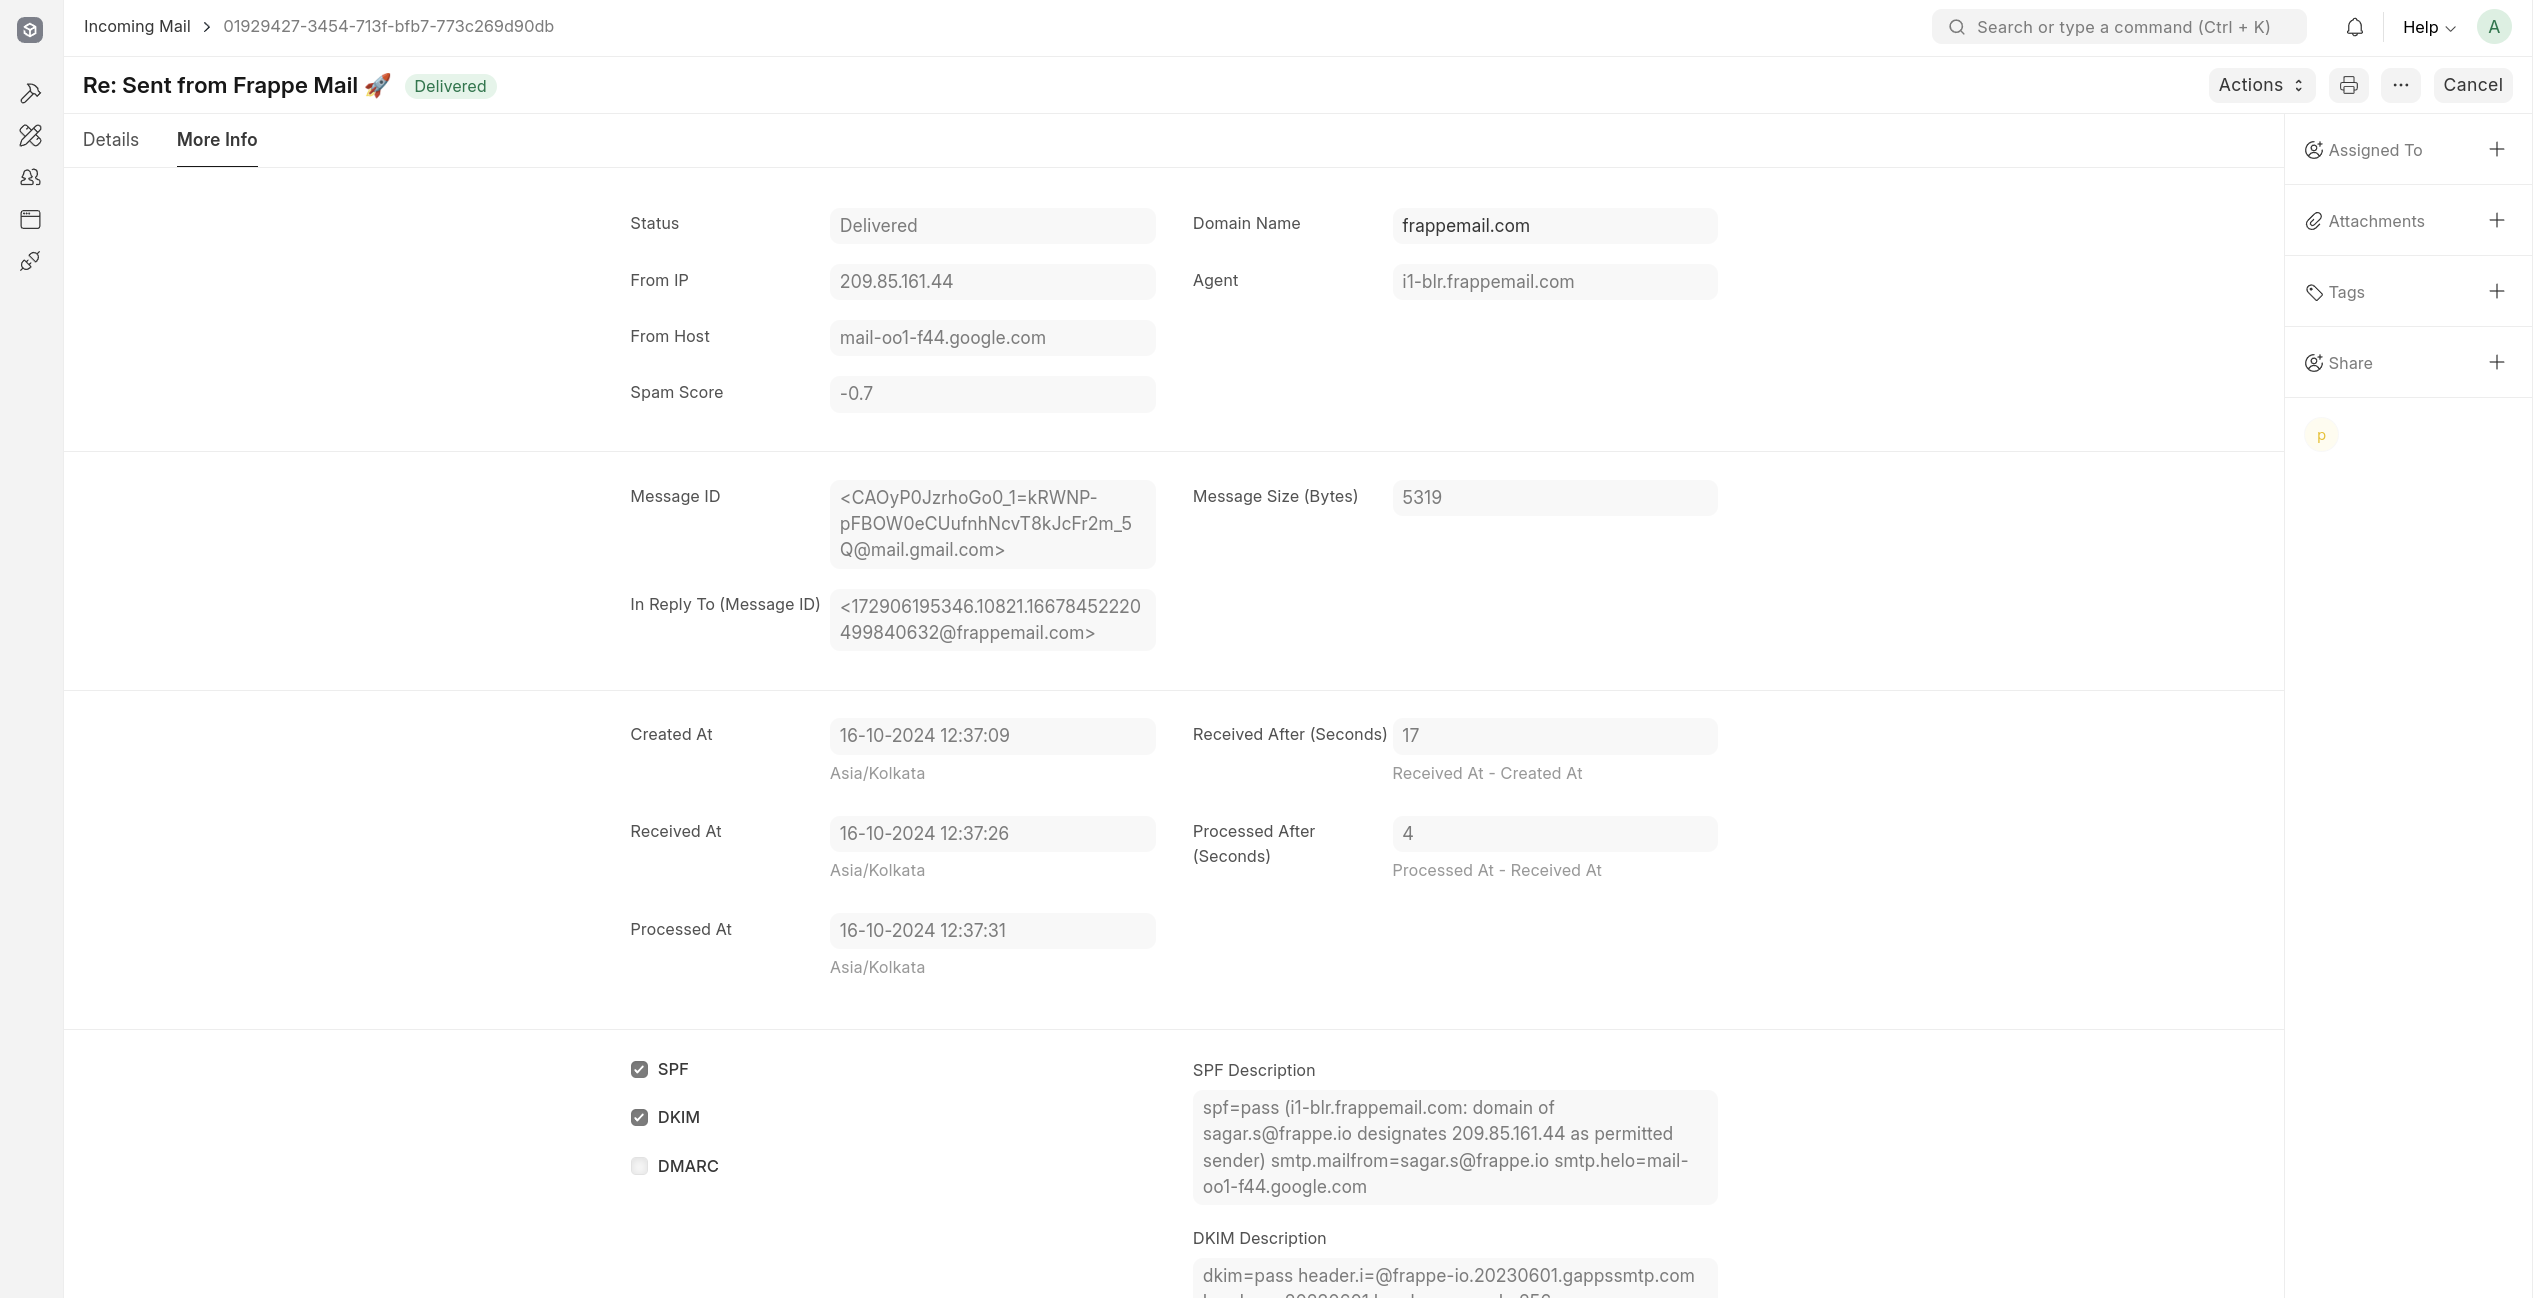 Incoming Mail > 01929427-3454-713f-bfb7-773c269d90db
Search or type a command (Ctrl + K)
Help
A
Re: Sent from Frappe Mail 🚀
Delivered
Actions
...
Cancel
Details
More Info
Assigned To
Attachments
Tags
Share
p
Status
Delivered
Domain Name
frappemail.com
From IP
209.85.161.44
Agent
i1-blr.frappemail.com
From Host
mail-oo1-f44.google.com
Spam Score
-0.7
Message ID
<CAOyP0JzrhoGo0_1=kRWNP-
pFBOW0eCUufnhNcvT8kJcFr2m_5
Q@mail.gmail.com>
Message Size (Bytes)
5319
In Reply To (Message ID)
<172906195346.10821.16678452220
499840632@frappemail.com>
Created At
16-10-2024 12:37:09
Asia/Kolkata
Received After (Seconds)
17
Received At - Created At
Received At
16-10-2024 12:37:26
Asia/Kolkata
Processed After
(Seconds)
4
Processed At - Received At
Processed At
16-10-2024 12:37:31
Asia/Kolkata
SPF
DKIM
DMARC
SPF Description
spf=pass (i1-blr.frappemail.com: domain of
sagar.s@frappe.io designates 209.85.161.44 as permitted
sender) smtp.mailfrom=sagar.s@frappe.io smtp.helo=mail-
oo1-f44.google.com
DKIM Description
dkim=pass header.i=@frappe-io.20230601.gappssmtp.com